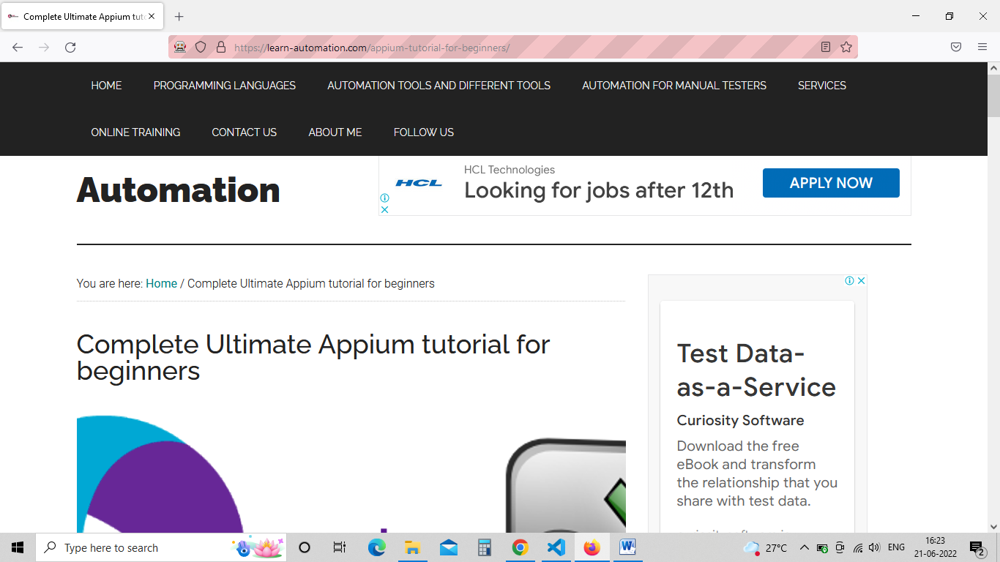 Complete Ultimate Appium tuto
https://learn-automation.com/appium-tutorial-for-beginners/
HOME PROGRAMMING LANGUAGES AUTOMATION TOOLS AND DIFFERENT TOOLS AUTOMATION FOR MANUAL TESTERS SERVICES
ONLINE TRAINING CONTACT US ABOUT ME FOLLOW US
Automation
HCL
HCL Technologies
Looking for jobs after 12th
APPLY NOW
You are here: Home / Complete Ultimate Appium tutorial for beginners
Complete Ultimate Appium tutorial for
beginners
Test Data-
as-a-Service
Curiosity Software
Download the free
eBook and transform
the relationship that you
share with test data.
Type here to search
27°C
ENG
16:23
21-06-2022
2